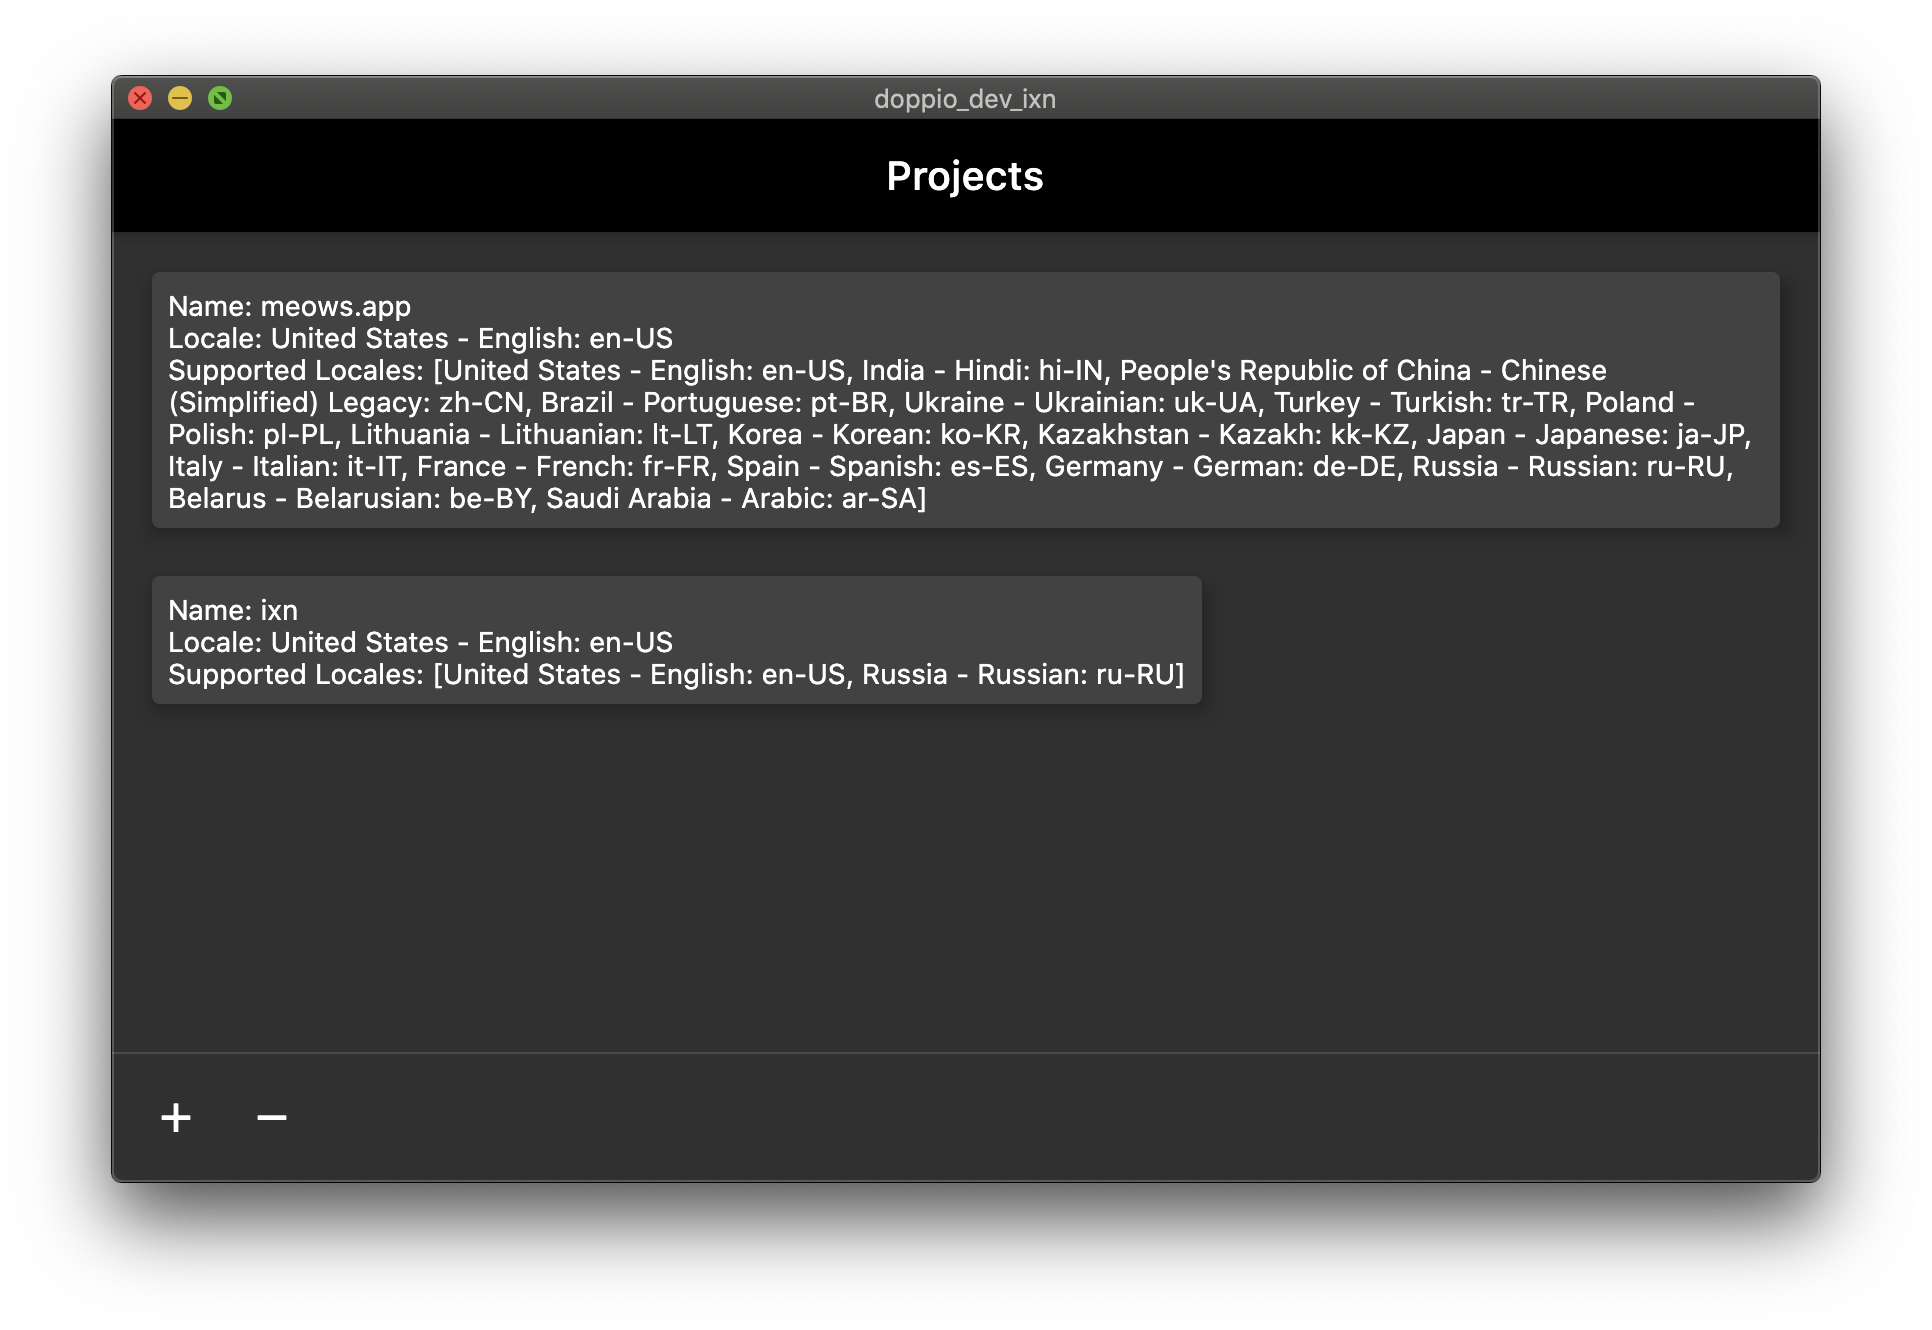 doppio_dev_ixn
Projects
Name: meows.app
Locale: United States - English: en-US
Supported Locales: [United States - English: en-US, India - Hindi: hi-IN, People's Republic of China - Chinese
(Simplified) Legacy: zh-CN, Brazil - Portuguese: pt-BR, Ukraine - Ukrainian: uk-UA, Turkey - Turkish: tr-TR, Poland -
Polish: pl-PL, Lithuania - Lithuanian: lt-LT, Korea - Korean: ko-KR, Kazakhstan - Kazakh: kk-KZ, Japan - Japanese: ja-JP,
Italy - Italian: it-IT, France - French: fr-FR, Spain - Spanish: es-ES, Germany - German: de-DE, Russia - Russian: ru-RU,
Belarus - Belarusian: be-BY, Saudi Arabia - Arabic: ar-SA]
Name: ixn
Locale: United States - English: en-US
Supported Locales: [United States - English: en-US, Russia - Russian: ru-RU]